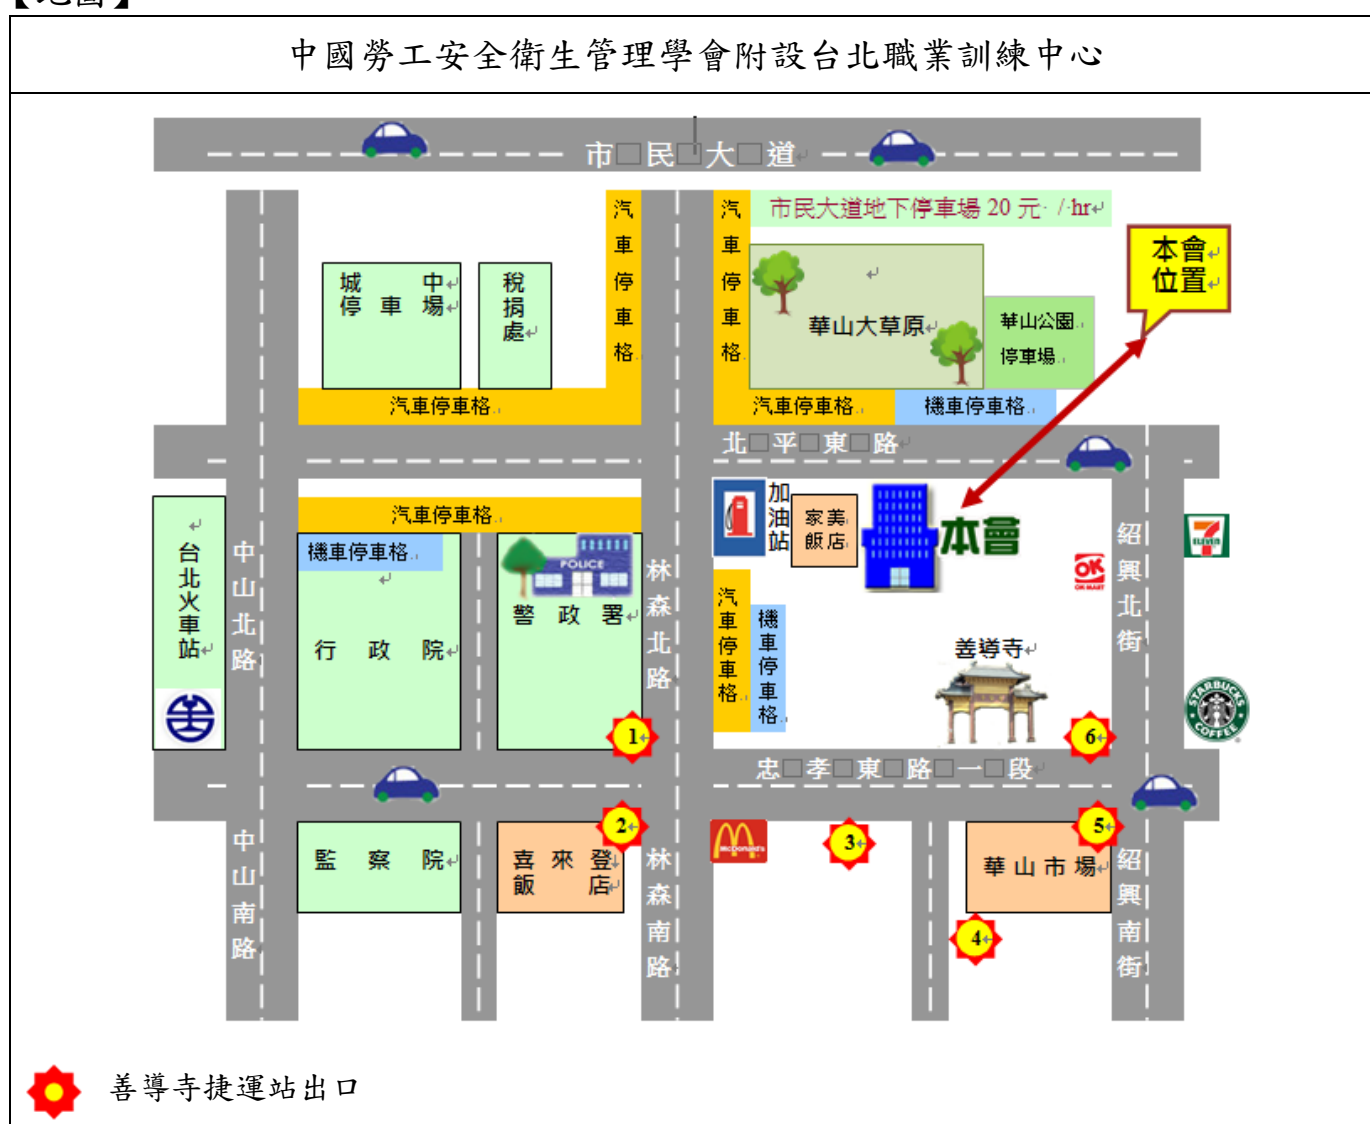 【地圖】
中國勞工安全衛生管理學會附設台北職業訓練中心
市民大道
汽車停車格
汽車停車格
市民大道地下停車場 20 元 / hr
本會
位置
城中
停車場
稅捐處
華山大草原
華山公園
停車場
汽車停車格
汽車停車格
機車停車格
北平東路
台北火車站
中山北路
汽車停車格
機車停車格
行政院
POLICE
警政署
林森北路
加油站
家美
飯店
本會
汽車停車格
機車停車格
善導寺
OK
OK-MART
紹興北街
7
ELEVEN
STARBUCKS
COFFEE
1
6
忠孝東路一段
中山南路
監察院
2
喜來登
飯店
林森南路
McDonald's
3
4
5
華山市場
紹興南街
善導寺捷運站出口